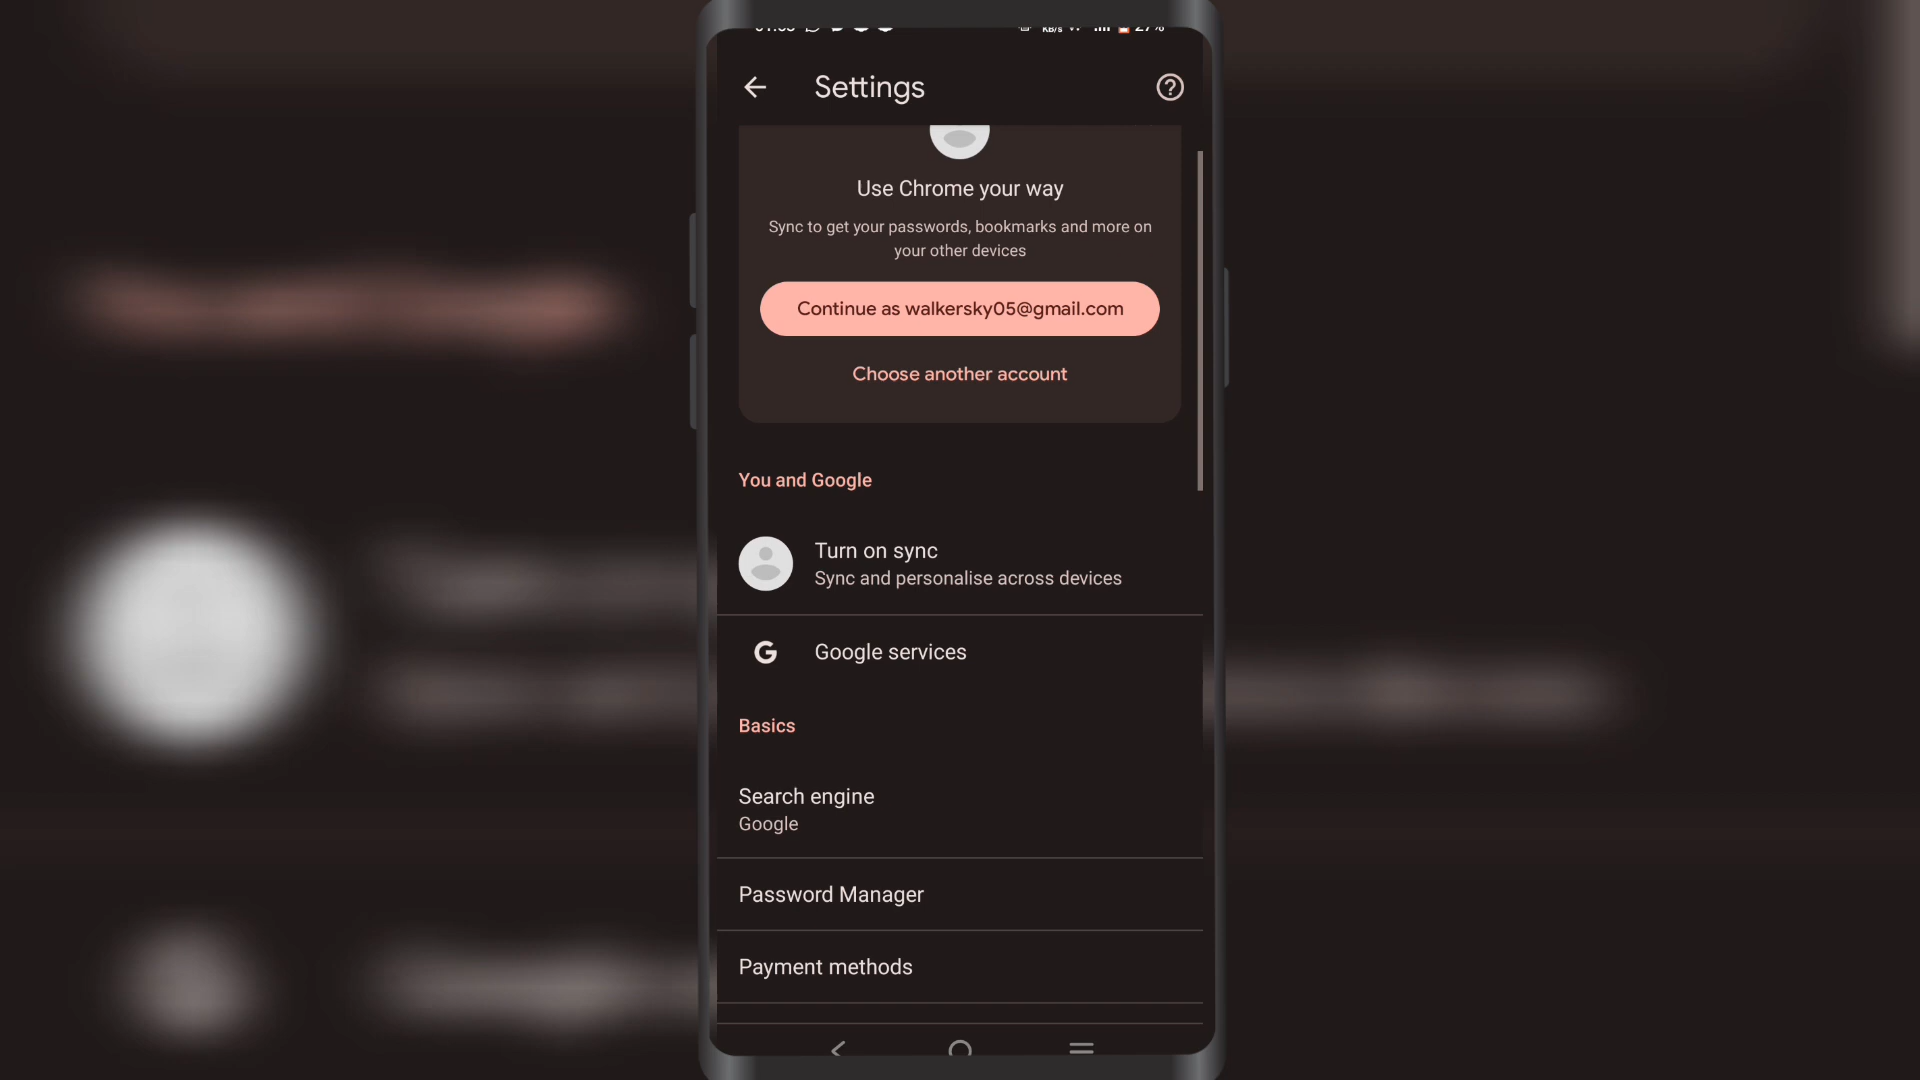 Settings
Use Chrome your way
Sync to get your passwords, bookmarks and more on
your other devices
Continue as walkersky05@gmail.com
Choose another account
You and Google
Turn on sync
Sync and personalise across devices
G Google services
Basics
Search engine
Google
Password Manager
Payment methods